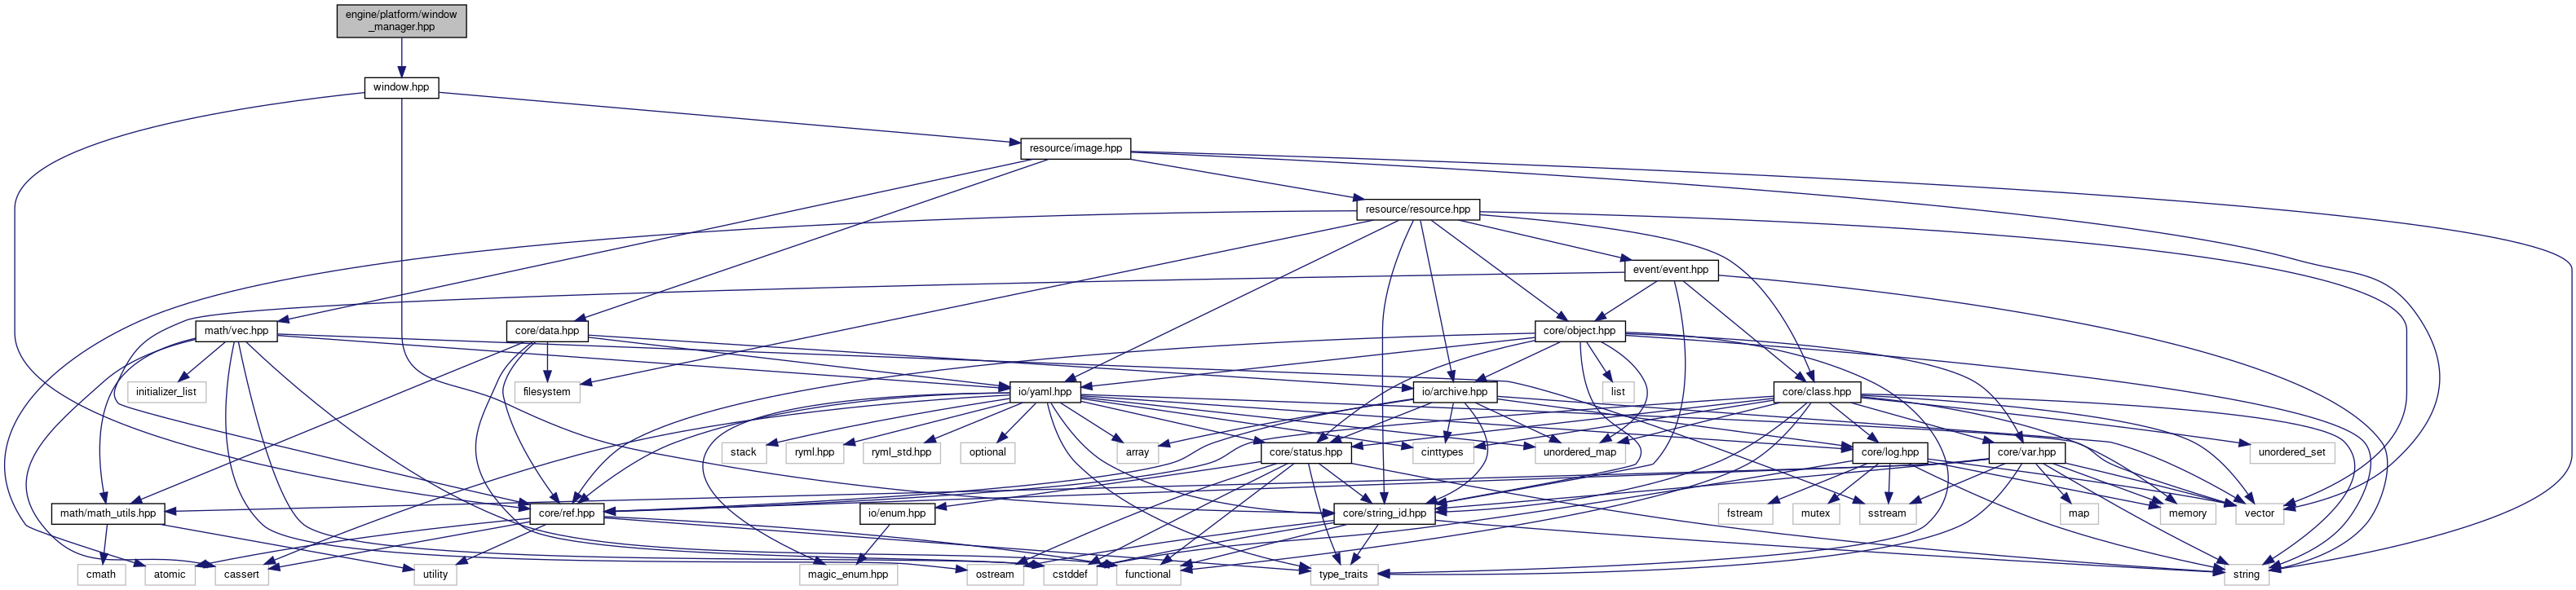 engine/platform/window
_manager.hpp
window.hpp
resource/image.hpp
resource/resource.hpp
event/event.hpp
math/vec.hpp
core/data.hpp
core/object.hpp
initializer_list
filesystem
io/yaml.hpp
io/archive.hpp
list
core/class.hpp
stack
ryml.hpp
ryml_std.hpp
optional
array
core/status.hpp
cinttypes
unordered_map
core/log.hpp
core/var.hpp
unordered_set
math/math_utils.hpp
core/ref.hpp
io/enum.hpp
core/string_id.hpp
fstream
mutex
sstream
map
memory
vector
cmath
atomic
cassert
utility
magic_enum.hpp
ostream
cstddef
functional
type_traits
string